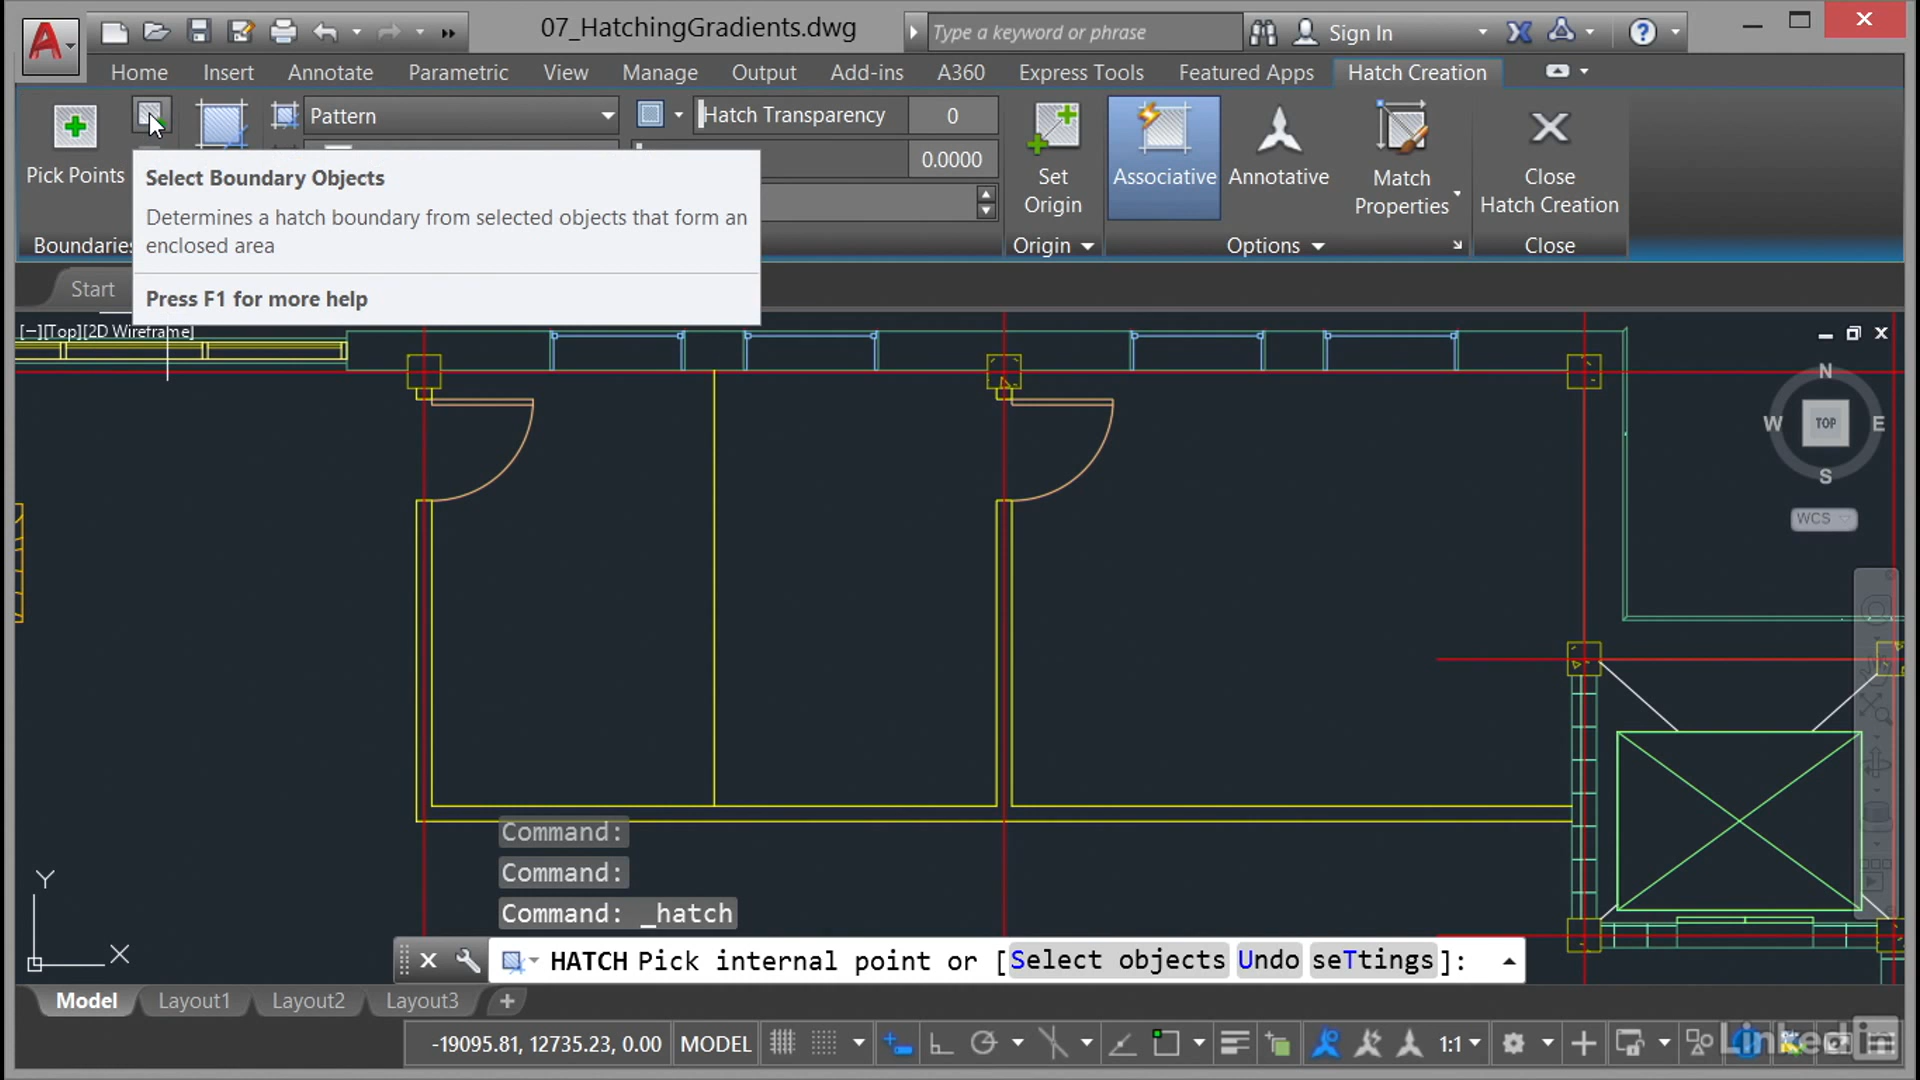 07_HatchingGradients.dwg
Type a keyword or phrase
Sign In
Home Insert Annotate Parametric View Manage Output Add-ins A360 Express Tools Featured Apps Hatch Creation
Pattern
Hatch Transparency 0
0.0000
Pick Points
Set
Origin
Associative
Annotative
Match
Properties
Close
Hatch Creation
Boundaries
Origin
Options
Close
Select Boundary Objects
Determines a hatch boundary from selected objects that form an
enclosed area
Press F1 for more help
Start
[−][Top][2D Wireframe]
N
W TOP E
S
WCS
Y
X
Command:
Command:
Command: _hatch
HATCH Pick internal point or [Select objects Undo seTtings]:
Model Layout1 Layout2 Layout3
-19095.81, 12735.23, 0.00 MODEL 1:1
Linkedin